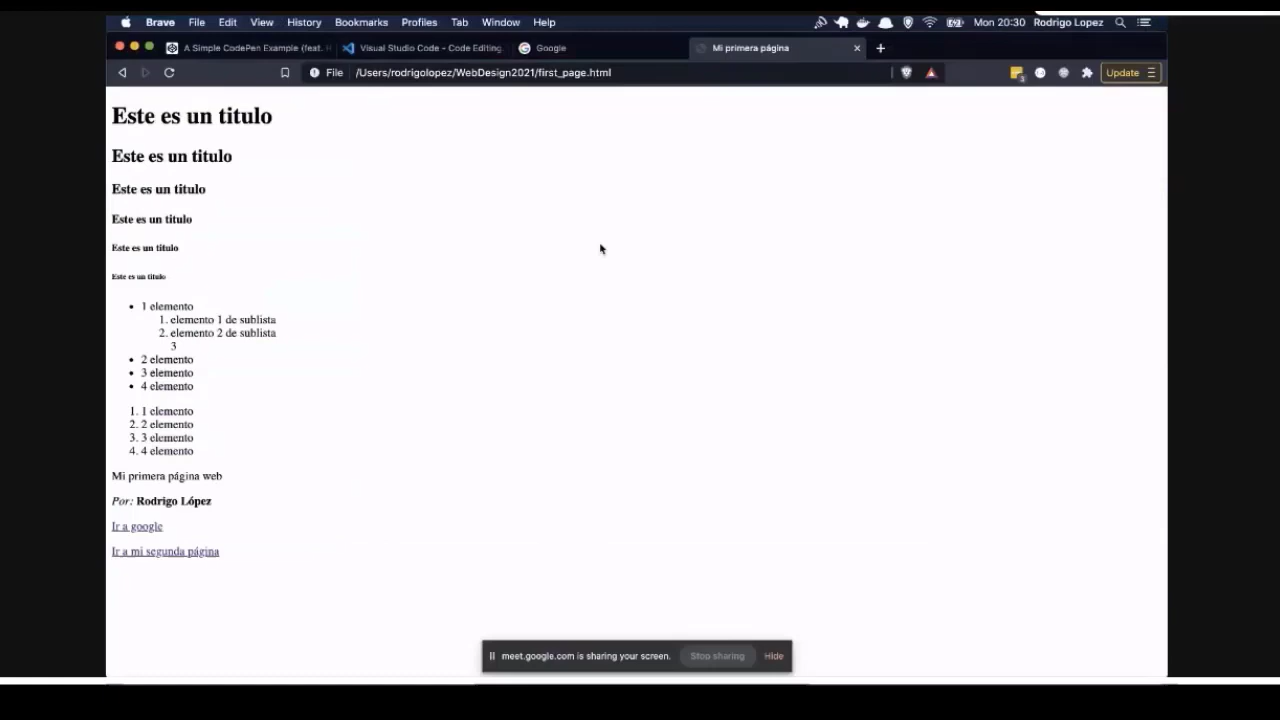 Brave File Edit View History Bookmarks Profiles Tab Window Help Mon 20:30 Rodrigo Lopez
A Simple CodePen Example (feat. Visual Studio Code - Code Editing. Google Mi primera página
File /Users/rodrigolopez/WebDesign2021/first_page.html Update
Este es un titulo
Este es un titulo
Este es un titulo
Este es un titulo
Este es un titulo
Este es un titulo
• 1 elemento
1. elemento 1 de sublista
2. elemento 2 de sublista
3
• 2 elemento
• 3 elemento
• 4 elemento
1. 1 elemento
2. 2 elemento
3. 3 elemento
4. 4 elemento
Mi primera página web
Por: Rodrigo López
Ir a google
Ir a mi segunda página
meet.google.com is sharing your screen. Stop sharing Hide